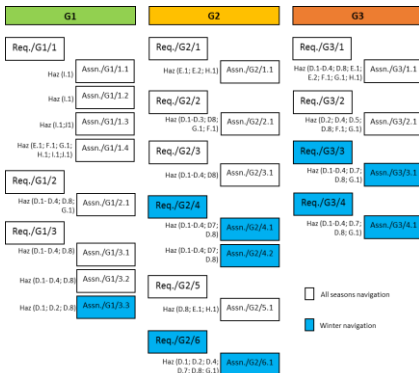 G1
Req./G1/1
Haz (I.1)
Assn./G1/1.1
Haz (I.1)
Assn./G1/1.2
Haz (I.1;J1)
Assn./G1/1.3
Haz (E.1; F.1; G.1;
H.1; I.1;J.1)
Assn./G1/1.4
Req./G1/2
Haz (D.1- D.4; D.8;
G.1)
Assn./G1/2.1
Req./G1/3
Haz (D.1- D.4; D.8)
Assn./G1/3.1
Haz (D.1- D.4; D.8)
Assn./G1/3.2
Haz (D.1; D.2; D.8)
Assn./G1/3.3
G2
Req./G2/1
Haz (E.1; E.2; H.1)
Assn./G2/1.1
Req./G2/2
Haz (D.1-D.3; D8;
G.1; F.1)
Assn./G2/2.1
Req./G2/3
Haz (D.1-D.4; D8)
Assn./G2/3.1
Req./G2/4
Haz (D.1-D.4; D7;
D.8)
Assn./G2/4.1
Haz (D.1-D.4; D7;
D.8)
Assn./G2/4.2
Req./G2/5
Haz (D.8; E.1; H.1)
Assn./G2/5.1
Req./G2/6
Haz (D.1; D.2; D.4;
D.7; D.8; G.1)
Assn./G2/6.1
G3
Req./G3/1
Haz (D.1-D.4; D.8; E.1;
E.2; F.1; G.1; H.1)
Assn./G3/1.1
Req./G3/2
Haz (D.2; D.4; D.5;
D.8; F.1; G.1)
Assn./G3/2.1
Req./G3/3
Haz (D.1-D.4; D.7;
D.8; G.1)
Assn./G3/3.1
Req./G3/4
Haz (D.1-D.4; D.7;
D.8; G.1)
Assn./G3/4.1
All seasons navigation
Winter navigation